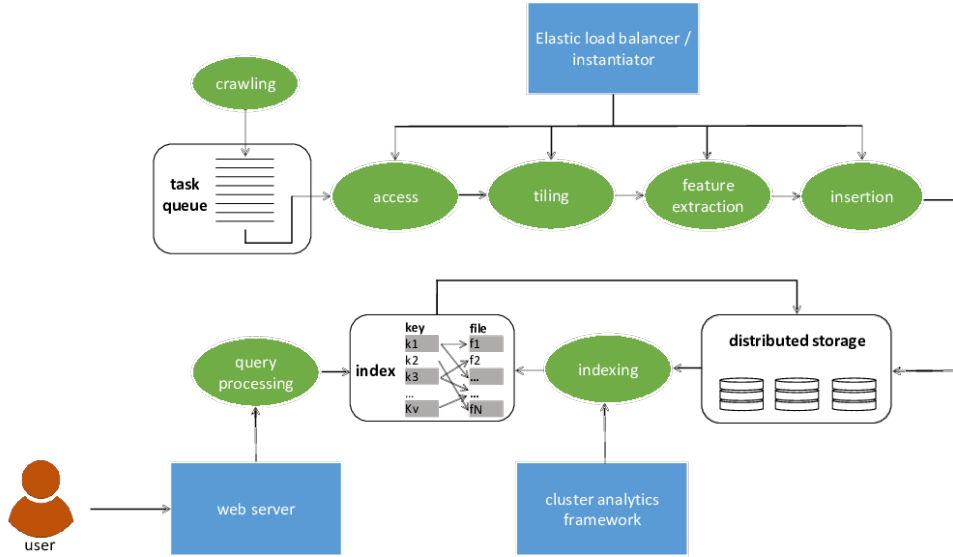 Elastic load balancer /
instantiator
crawling
task
queue
access
tiling
feature
extraction
insertion
key file
k1 f1
k2 f2
k3 ...
... ...
Kv fN
index
distributed storage
query
processing
indexing
web server
cluster analytics
framework
user